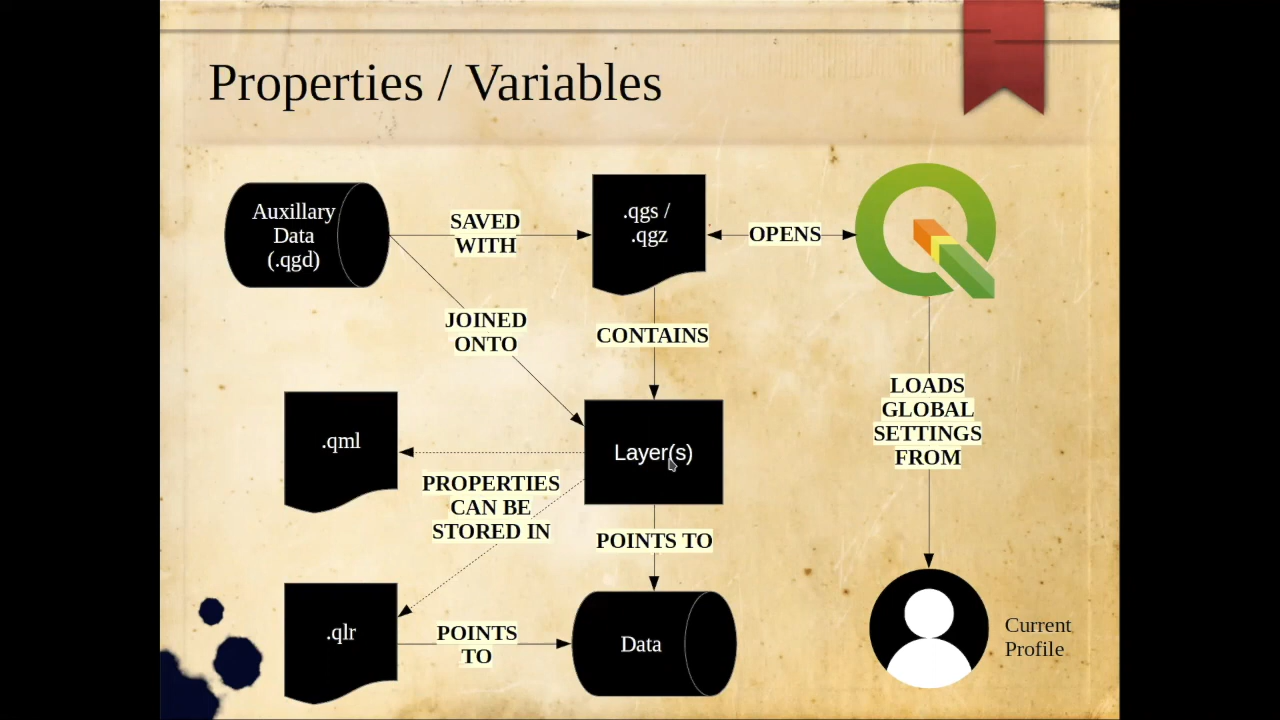 Properties / Variables
Auxillary
Data
(.qgd)
SAVED
WITH
.qgs /
.qgz
OPENS
JOINED
ONTO
CONTAINS
LOADS
GLOBAL
SETTINGS
FROM
.qml
Layer(s)
PROPERTIES
CAN BE
STORED IN
POINTS TO
.qlr
POINTS
TO
Data
Current
Profile